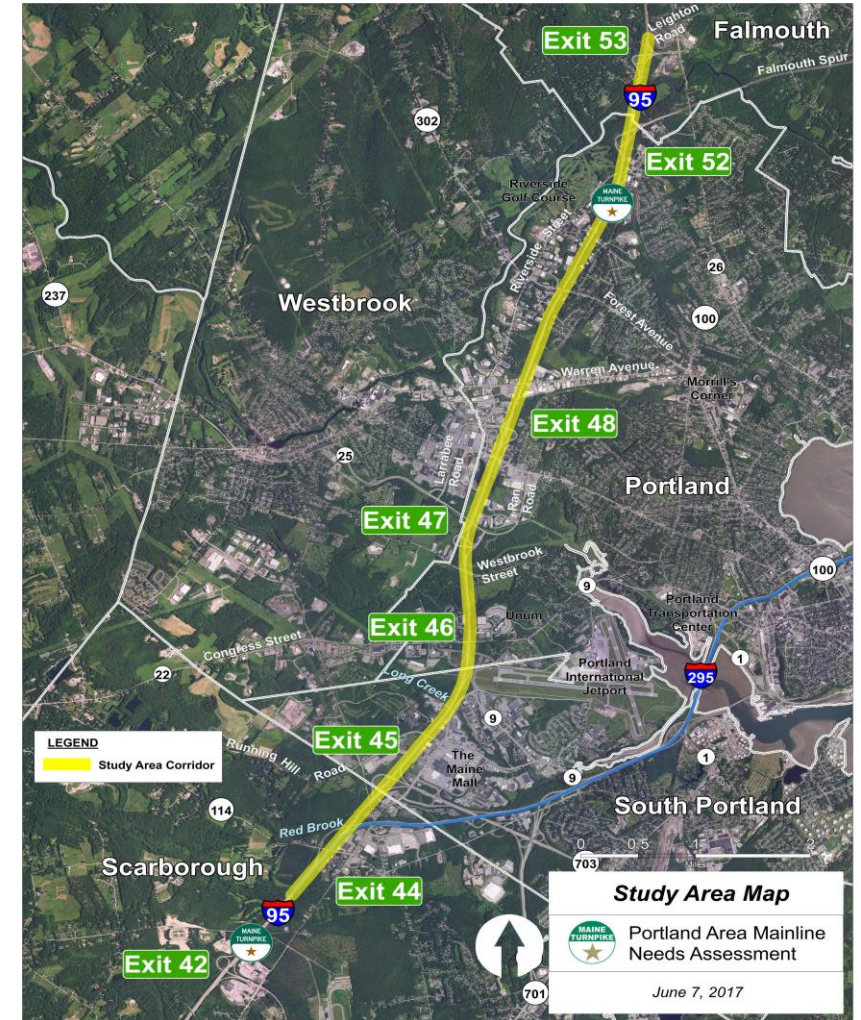 Leighton
Road
Falmouth
Exit 53
Falmouth Spur
95
302
Exit 52
Riverside
Golf Course
MAINE
TURNPIKE
Riverside Street
26
237
Westbrook
100
Forest Avenue
Warren Avenue
Morrill's
Corner
Exit 48
25
Larrabee
Road
Rand
Road
Portland
Exit 47
Westbrook
Street
100
9
Portland
Transportation
Center
Unum
Exit 46
Congress Street
22
Long Creek
Portland
International
Jetport
1
295
9
Exit 45
LEGEND
Study Area Corridor
Running Hill
Road
The
Maine
Mall
1
9
114
South Portland
Red Brook
0 0.5 1 2
Miles
703
Scarborough
Exit 44
95
MAINE
TURNPIKE
Exit 42
Study Area Map
MAINE
TURNPIKE
Portland Area Mainline
Needs Assessment
701
June 7, 2017